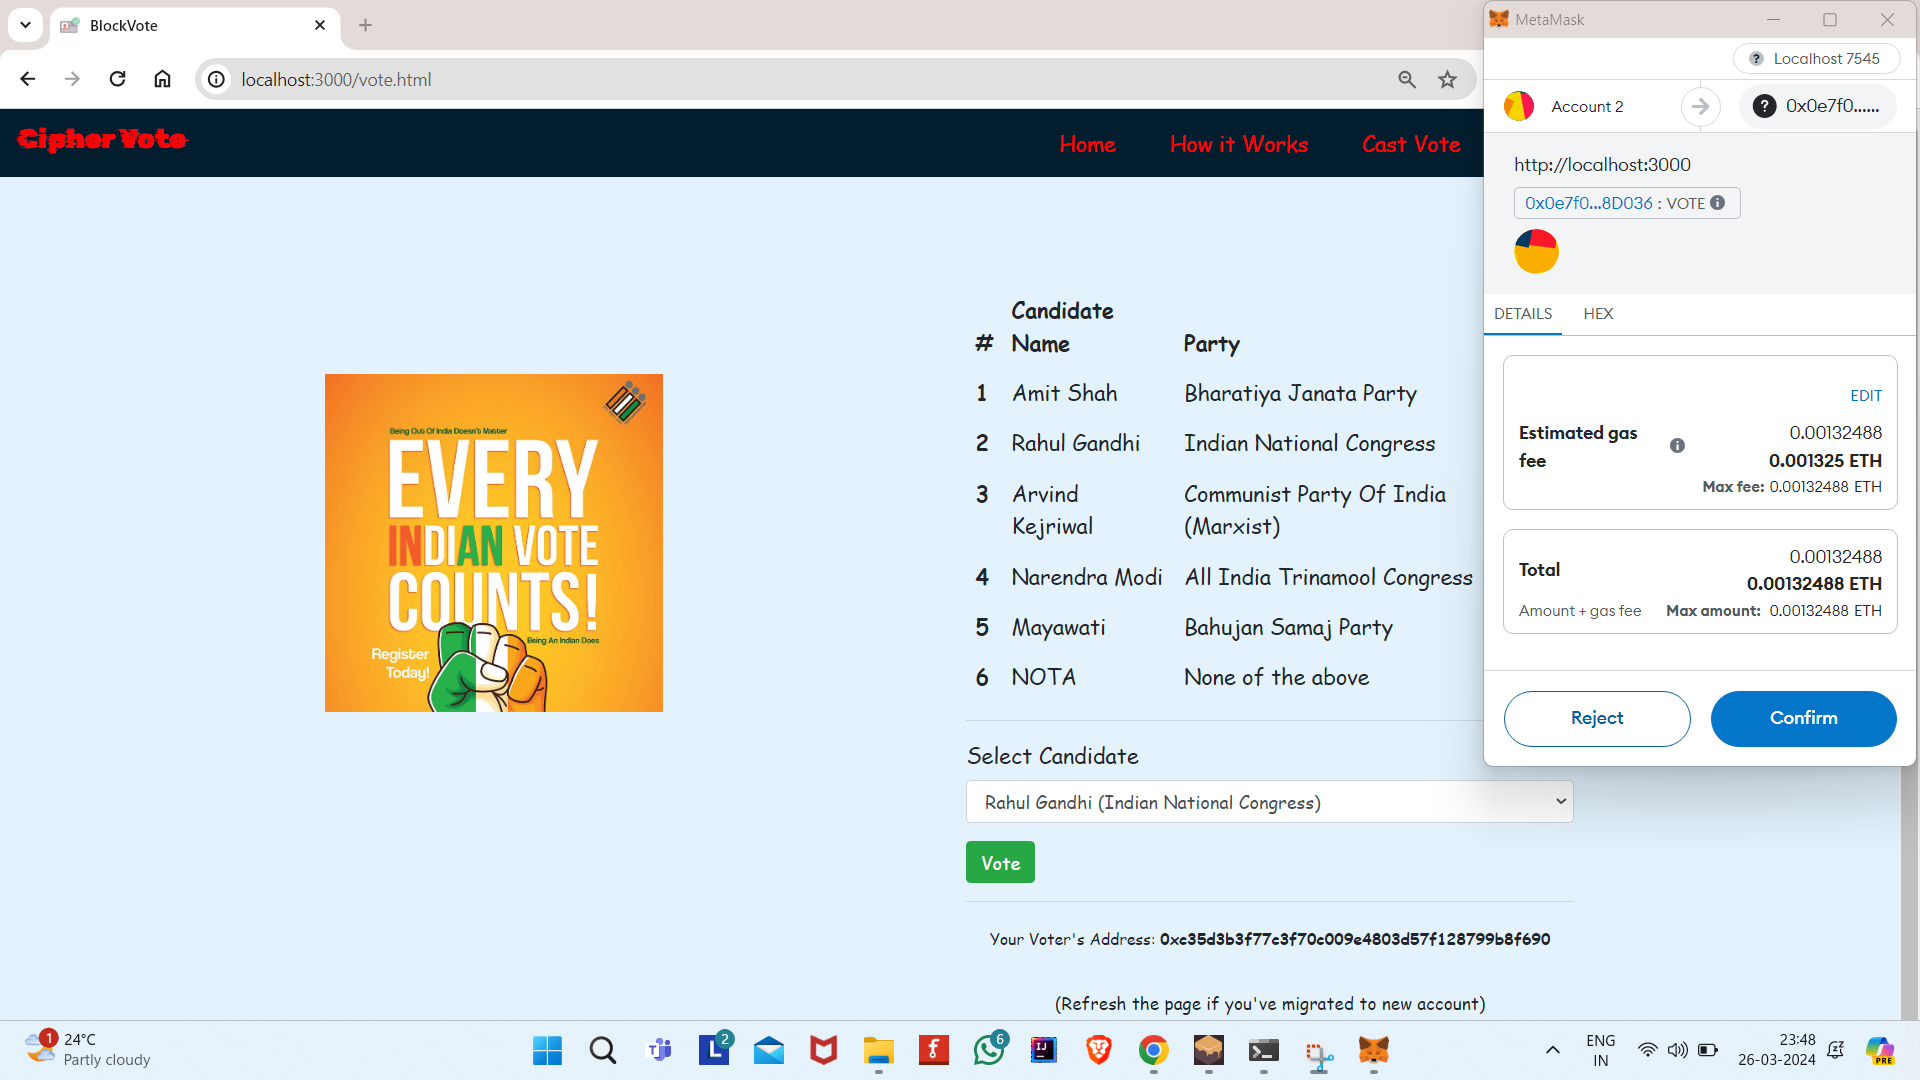 BlockVote
MetaMask
localhost:3000/vote.html
Localhost 7545
Account 2
0x0e7f0......
Cipher Vote
Home
How it Works
Cast Vote
http://localhost:3000
0x0e7f0...8D036 : VOTE
DETAILS
HEX
EDIT
Estimated gas fee
0.00132488
0.001325 ETH
Max fee: 0.00132488 ETH
Total
0.00132488
0.00132488 ETH
Amount + gas fee
Max amount: 0.00132488 ETH
Reject
Confirm
Being Out Of India Doesn't Matter
EVERY
INDIAN VOTE
COUNTS!
Being An Indian Does
Register
Today!
# Candidate Name Party
1 Amit Shah Bharatiya Janata Party
2 Rahul Gandhi Indian National Congress
3 Arvind Kejriwal Communist Party Of India (Marxist)
4 Narendra Modi All India Trinamool Congress
5 Mayawati Bahujan Samaj Party
6 NOTA None of the above
Select Candidate
Rahul Gandhi (Indian National Congress)
Vote
Your Voter's Address: 0xc35d3b3f77c3f70c009e4803d57f128799b8f690
(Refresh the page if you've migrated to new account)
1
24°C
Partly cloudy
L
2
6
IJ
PRE
ENG
IN
23:48
26-03-2024